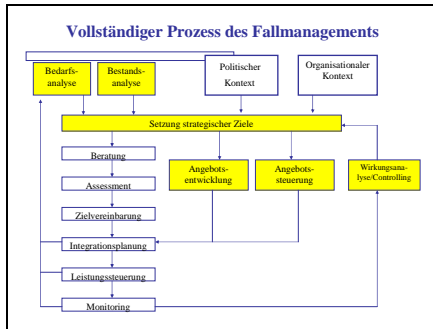 Vollständiger Prozess des Fallmanagements
Bedarfs-
analyse
Bestands-
analyse
Politischer
Kontext
Organisationaler
Kontext
Setzung strategischer Ziele
Beratung
Assessment
Zielvereinbarung
Integrationsplanung
Leistungssteuerung
Monitoring
Angebots-
entwicklung
Angebots-
steuerung
Wirkungsana-
lyse/Controlling